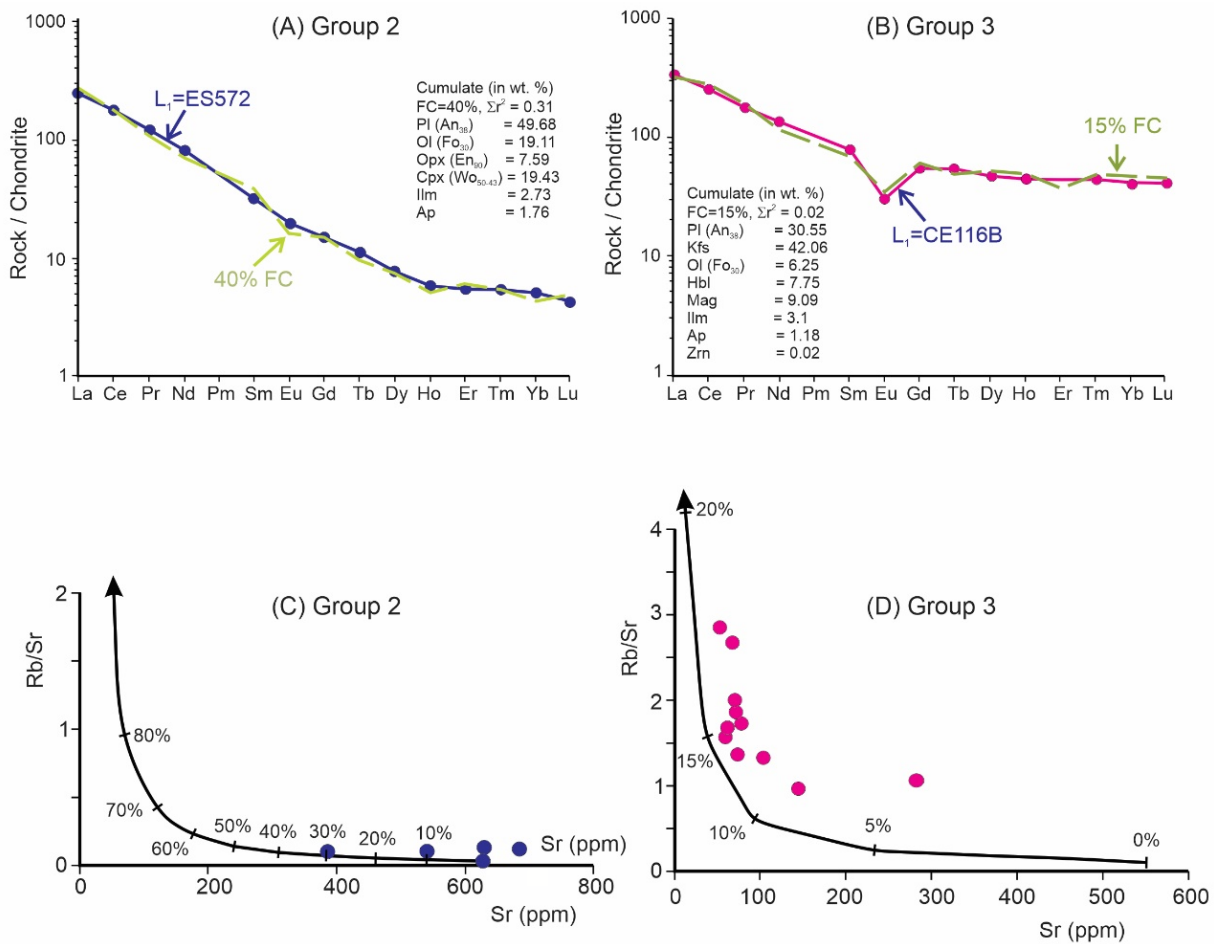 (A) Group 2
1000
100
10
1
Rock / Chondrite
L₁=ES572
40% FC
Cumulate (in wt. %)
FC=40%, Σr² = 0.31
Pl (An₃₈) = 49.68
Ol (Fo₃₀) = 19.11
Opx (En₉₀) = 7.59
Cpx (Wo₅₀₋₄₃) = 19.43
Ilm = 2.73
Ap = 1.76
La Ce Pr Nd Pm Sm Eu Gd Tb Dy Ho Er Tm Yb Lu
(B) Group 3
1000
100
10
1
Rock / Chondrite
15% FC
L₁=CE116B
Cumulate (in wt. %)
FC=15%, Σr² = 0.02
Pl (An₃₈) = 30.55
Kfs = 42.06
Ol (Fo₃₀) = 6.25
Hbl = 7.75
Mag = 9.09
Ilm = 3.1
Ap = 1.18
Zrn = 0.02
La Ce Pr Nd Pm Sm Eu Gd Tb Dy Ho Er Tm Yb Lu
(C) Group 2
2
1
0
Rb/Sr
80%
70%
60%
50%
40%
30%
20%
10%
Sr (ppm)
0 200 400 600 800
Sr (ppm)
(D) Group 3
4
3
2
1
0
Rb/Sr
20%
15%
10%
5%
0%
0 100 200 300 400 500 600
Sr (ppm)